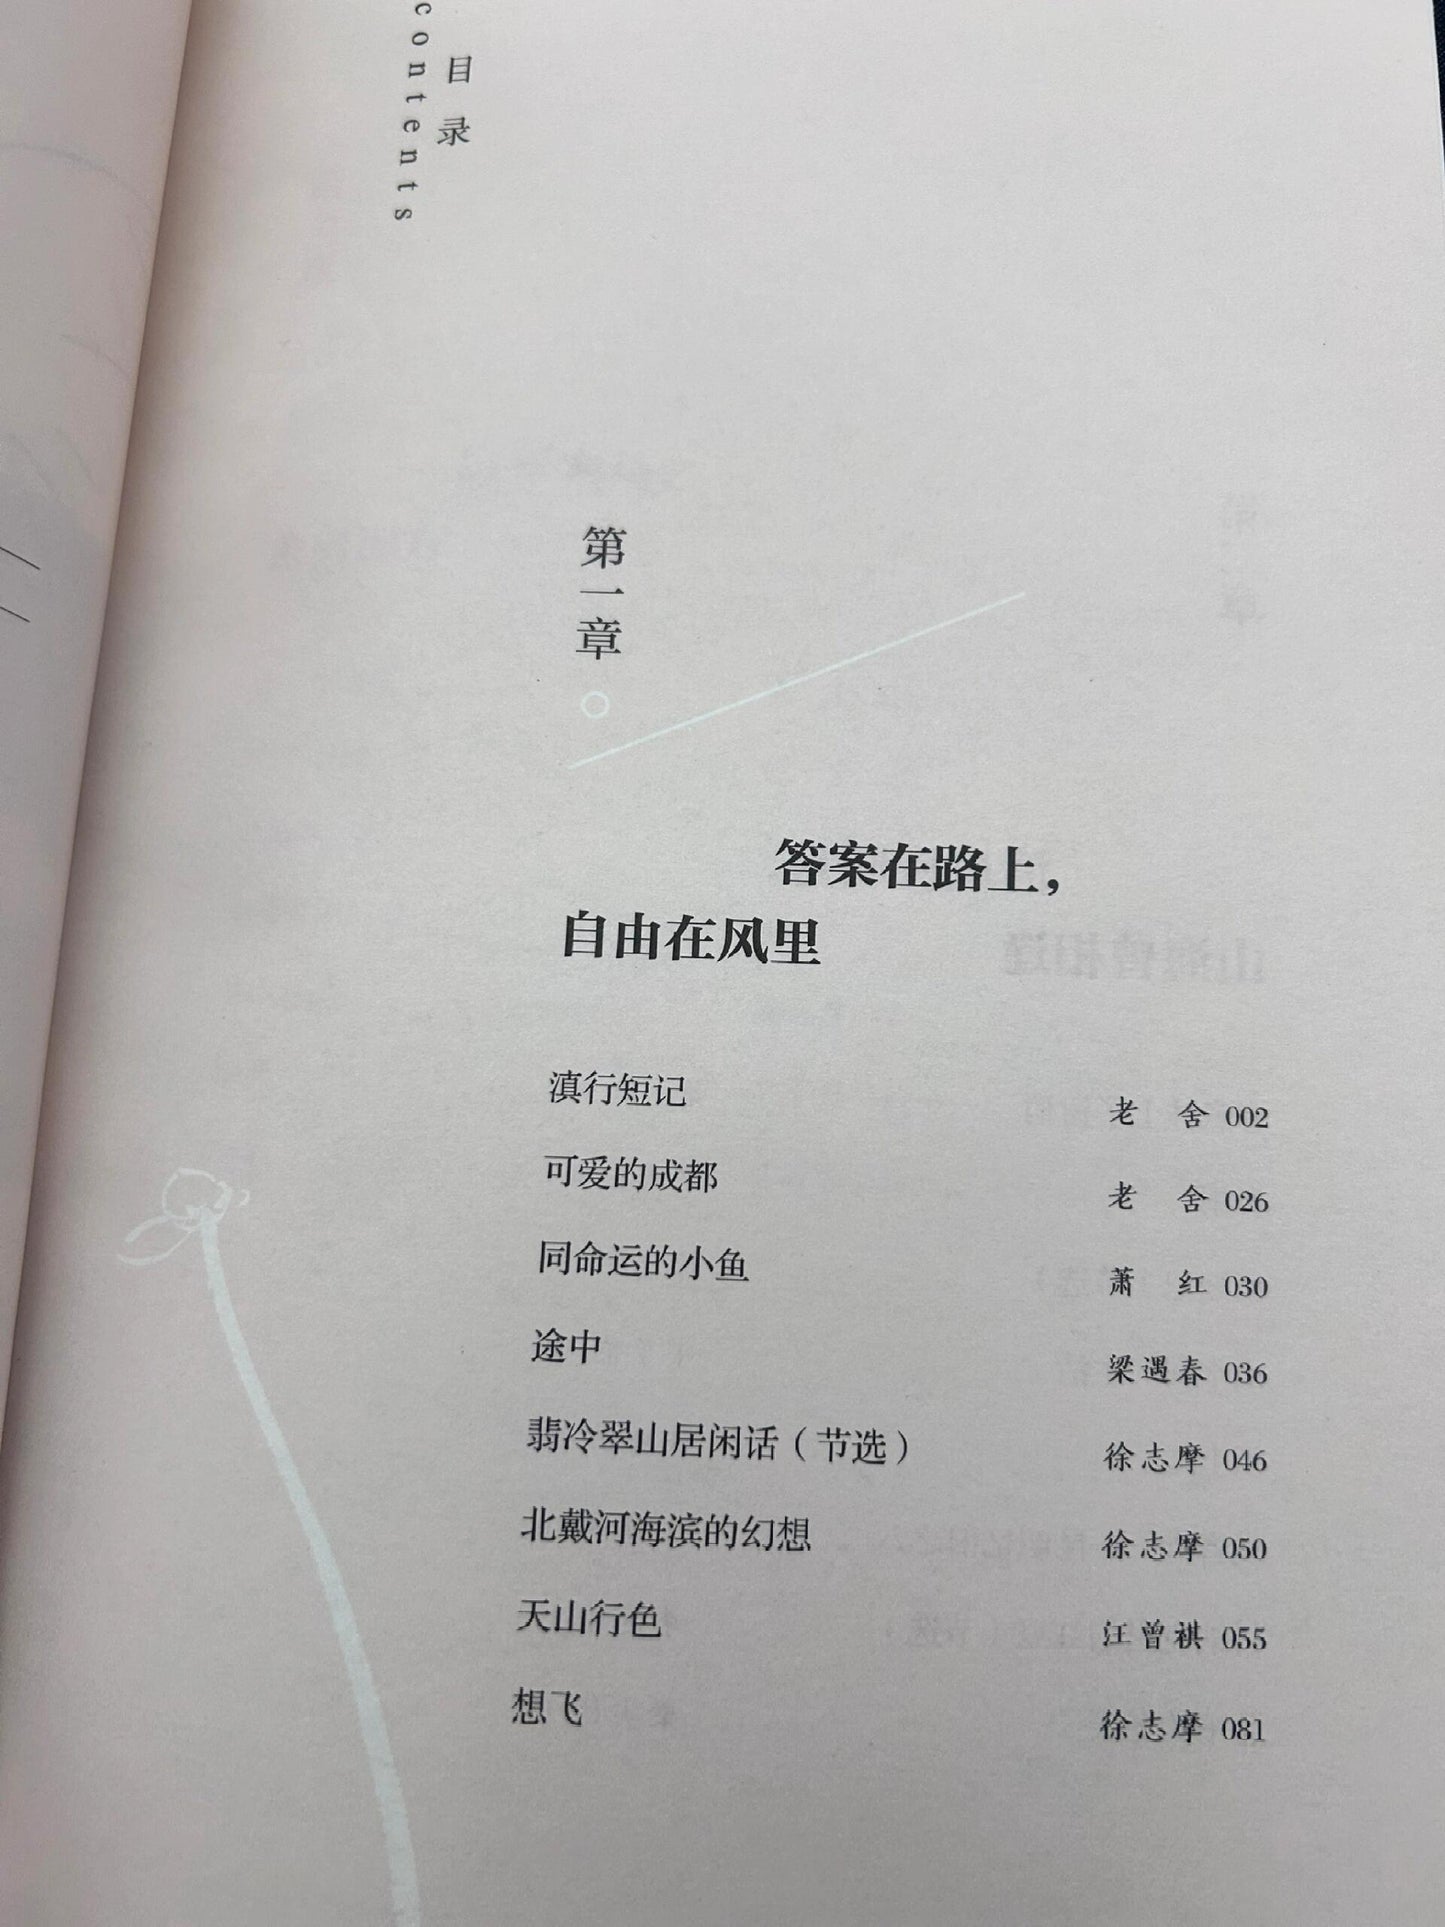 contents
目录
第一章
答案在路上，
自由在风里
滇行短记 老 舍 002
可爱的成都 老 舍 026
同命运的小鱼 萧 红 030
途中 梁遇春 036
翡冷翠山居闲话（节选） 徐志摩 046
北戴河海滨的幻想 徐志摩 050
天山行色 汪曾祺 055
想飞 徐志摩 081